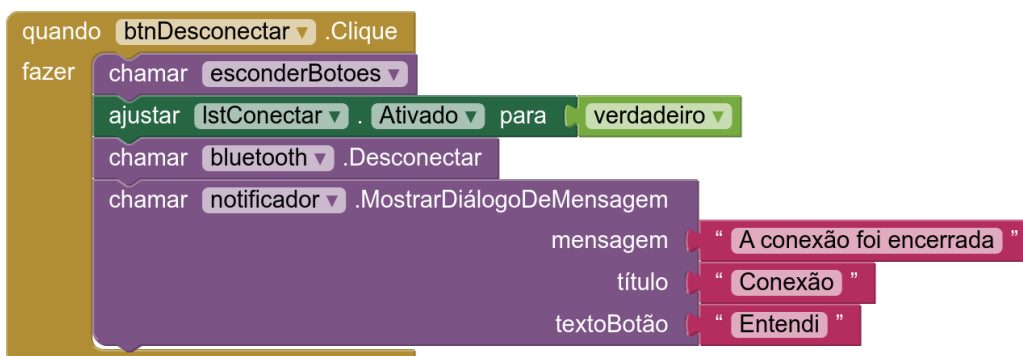 quando btnDesconectar .Clique
fazer chamar esconderBotoes
ajustar lstConectar . Ativado para verdadeiro
chamar bluetooth .Desconectar
chamar notificador .MostrarDiálogoDeMensagem
mensagem “ A conexão foi encerrada ”
título “ Conexão ”
textoBotão “ Entendi ”